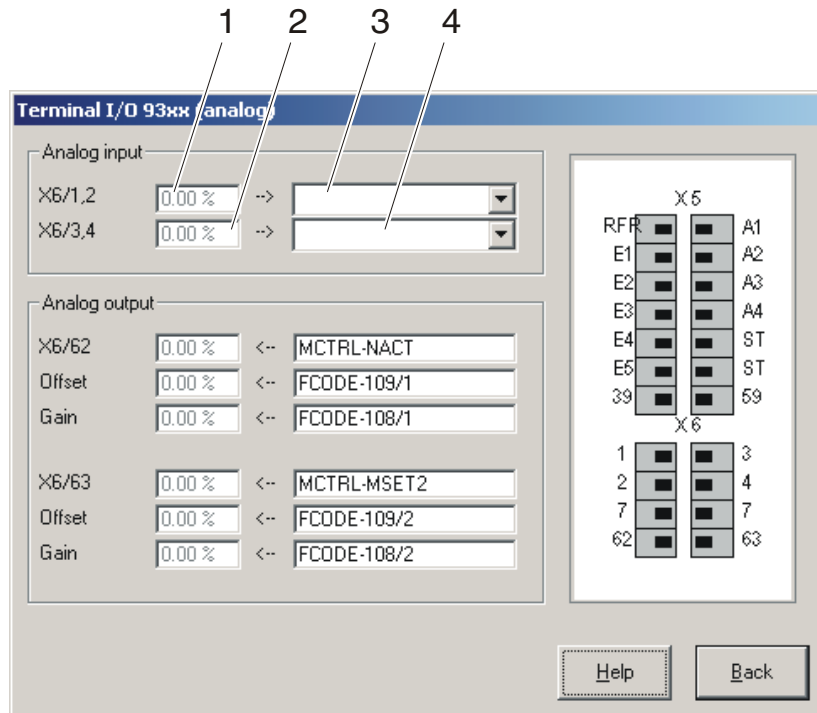 1 2 3 4
Terminal I/O 93xx (analog)
Analog input
X6/1,2 0.00 % -->
X6/3,4 0.00 % -->
Analog output
X6/62 0.00 % <-- MCTRL-NACT
Offset 0.00 % <-- FCODE-109/1
Gain 0.00 % <-- FCODE-108/1
X6/63 0.00 % <-- MCTRL-MSET2
Offset 0.00 % <-- FCODE-109/2
Gain 0.00 % <-- FCODE-108/2
X5
RFR A1
E1 A2
E2 A3
E3 A4
E4 ST
E5 ST
39 59
X6
1 3
2 4
7 7
62 63
Help Back